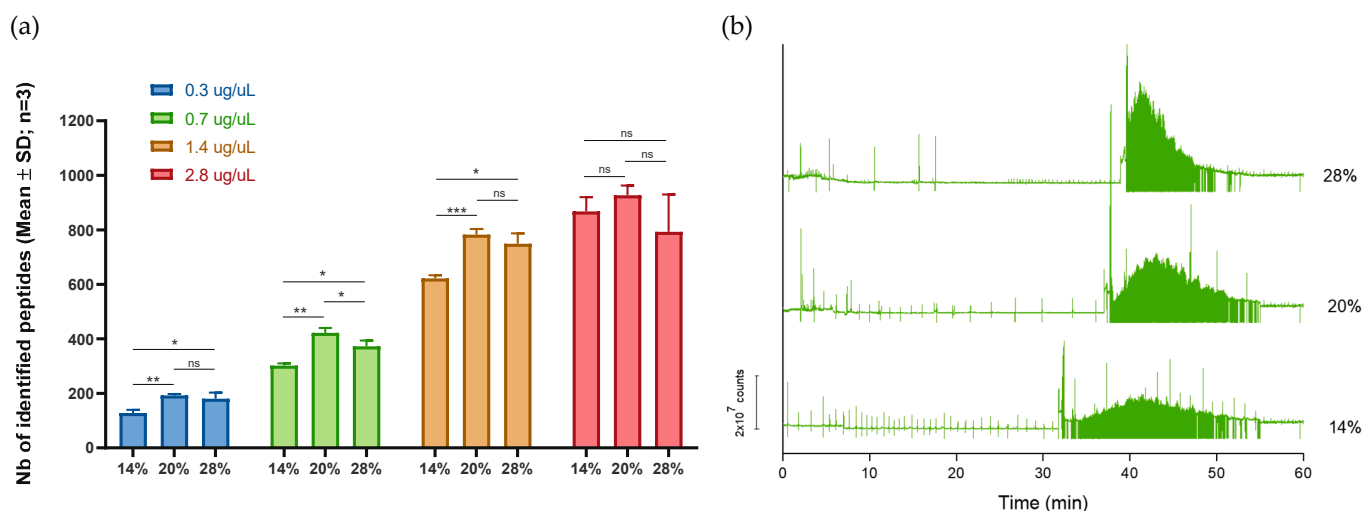 (a)
0.3 ug/uL
0.7 ug/uL
1.4 ug/uL
2.8 ug/uL
Nb of identified peptides (Mean ± SD; n=3)
1200
1000
800
600
400
200
0
* ** ns
* ** *
* *** ns
ns ns ns
14% 20% 28% 14% 20% 28% 14% 20% 28% 14% 20% 28%
(b)
28%
20%
14%
2x10⁷ counts
0 10 20 30 40 50 60
Time (min)